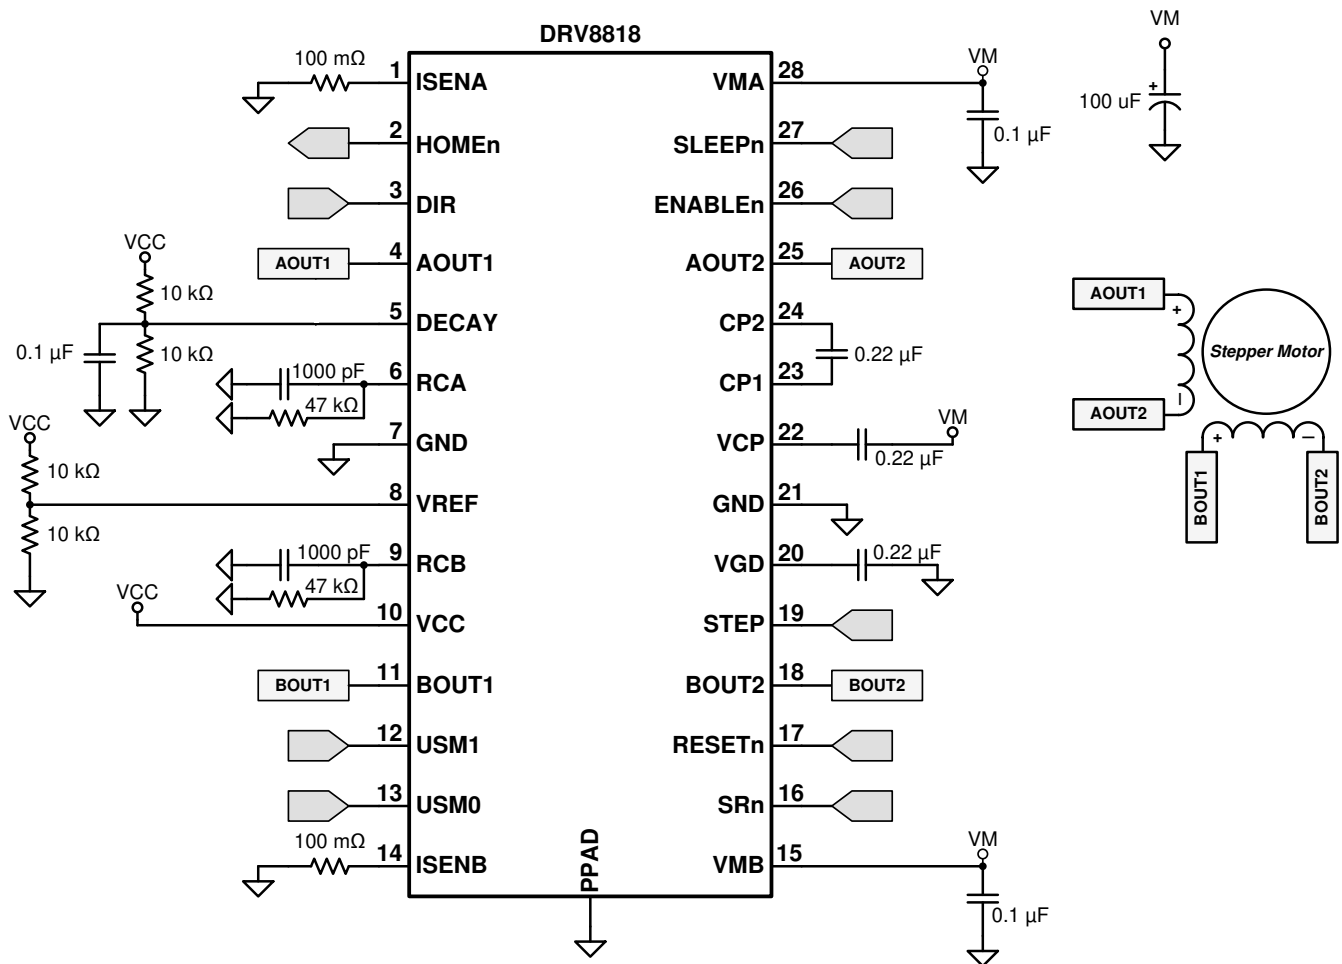 DRV8818
100 mΩ
1
ISENA
2
HOMEn
3
DIR
AOUT1
4
AOUT1
VCC
10 kΩ
5
DECAY
0.1 µF
10 kΩ
1000 pF
6
RCA
47 kΩ
7
GND
VCC
10 kΩ
8
VREF
10 kΩ
1000 pF
9
RCB
47 kΩ
VCC
10
VCC
BOUT1
11
BOUT1
12
USM1
13
USM0
100 mΩ
14
ISENB
PPAD
VMA
28
VM
0.1 µF
SLEEPn
27
ENABLEn
26
AOUT2
25
AOUT2
CP2
24
0.22 µF
CP1
23
VCP
22
0.22 µF
VM
GND
21
VGD
20
0.22 µF
STEP
19
BOUT2
18
BOUT2
RESETn
17
SRn
16
VMB
15
VM
0.1 µF
VM
+
100 uF
AOUT1
+
Stepper Motor
AOUT2
–
+
–
BOUT1
BOUT2